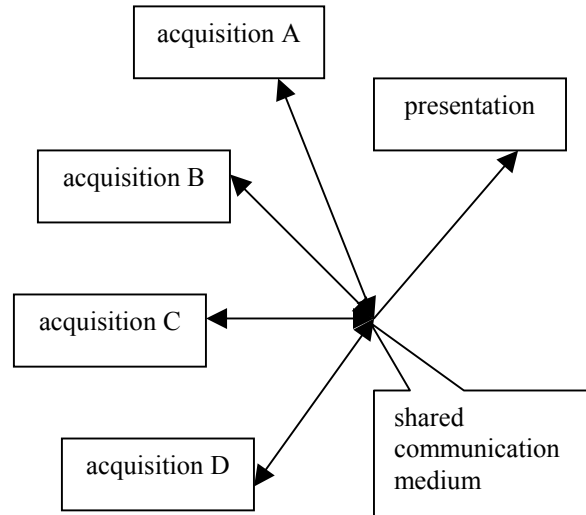 acquisition A
presentation
acquisition B
acquisition C
acquisition D
shared
communication
medium